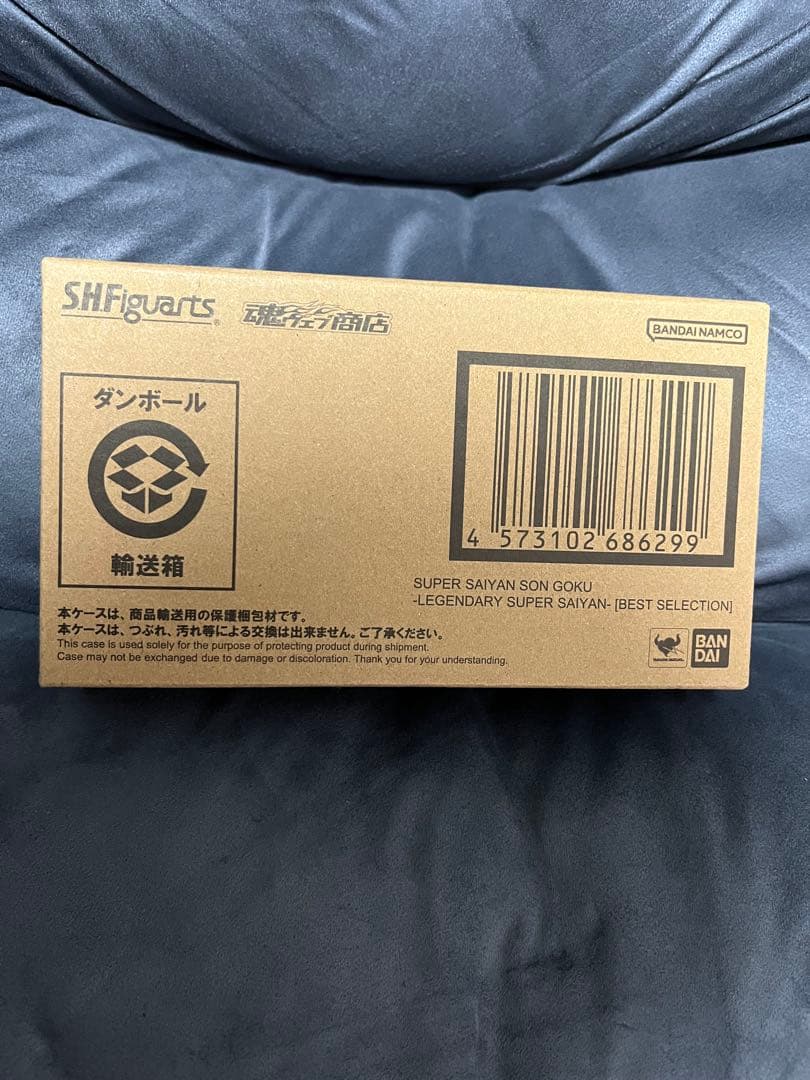 S.H.Figuarts®
魂ウェブ商店
BANDAI NAMCO
ダンボール
輸送箱
4 573102 686299
SUPER SAIYAN SON GOKU
-LEGENDARY SUPER SAIYAN- [BEST SELECTION]
本ケースは、商品輸送用の保護梱包材です。
本ケースは、つぶれ、汚れ等による交換は出来ません。ご了承ください。
This case is used solely for the purpose of protecting product during shipment.
Case may not be exchanged due to damage or discoloration. Thank you for your understanding.
BAN
DAI